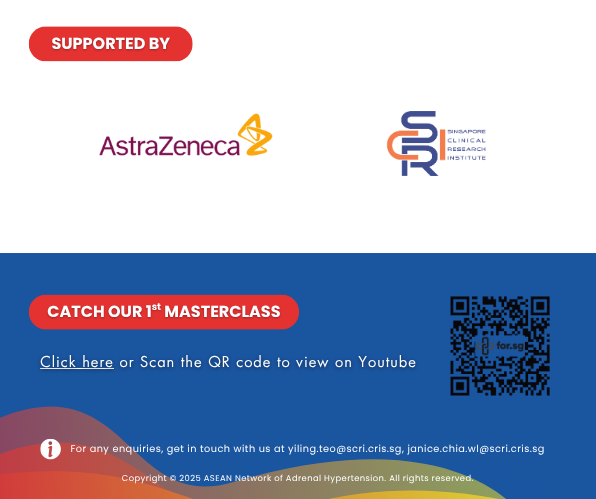 SUPPORTED BY
AstraZeneca
SCRI
SINGAPORE
CLINICAL
RESEARCH
INSTITUTE
CATCH OUR 1st MASTERCLASS
Click here or Scan the QR code to view on Youtube
for.sg
For any enquiries, get in touch with us at yiling.teo@scri.cris.sg, janice.chia.wl@scri.cris.sg
Copyright © 2025 ASEAN Network of Adrenal Hypertension. All rights reserved.